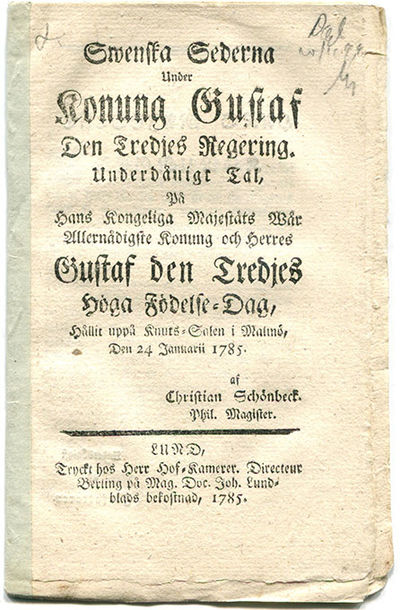 Swenska Sederna
Under
Konung Gustaf
Den Tredjes Regering.
Underdånigt Tal,
På
Hans Kongeliga Majestäts Wår
Allernådigste Konung och Herres
Gustaf den Tredjes
Höga Födelse-Dag,
Hållit uppå Knuts-Salen i Malmö,
Den 24 Januarii 1785.
af
Christian Schönbeck.
Phil. Magister.
LUND,
Tryckt hos Herr Hof-Kamerer. Directeur
Berling på Mag. Doc. Joh. Lund-
blads bekostnad, 1785.